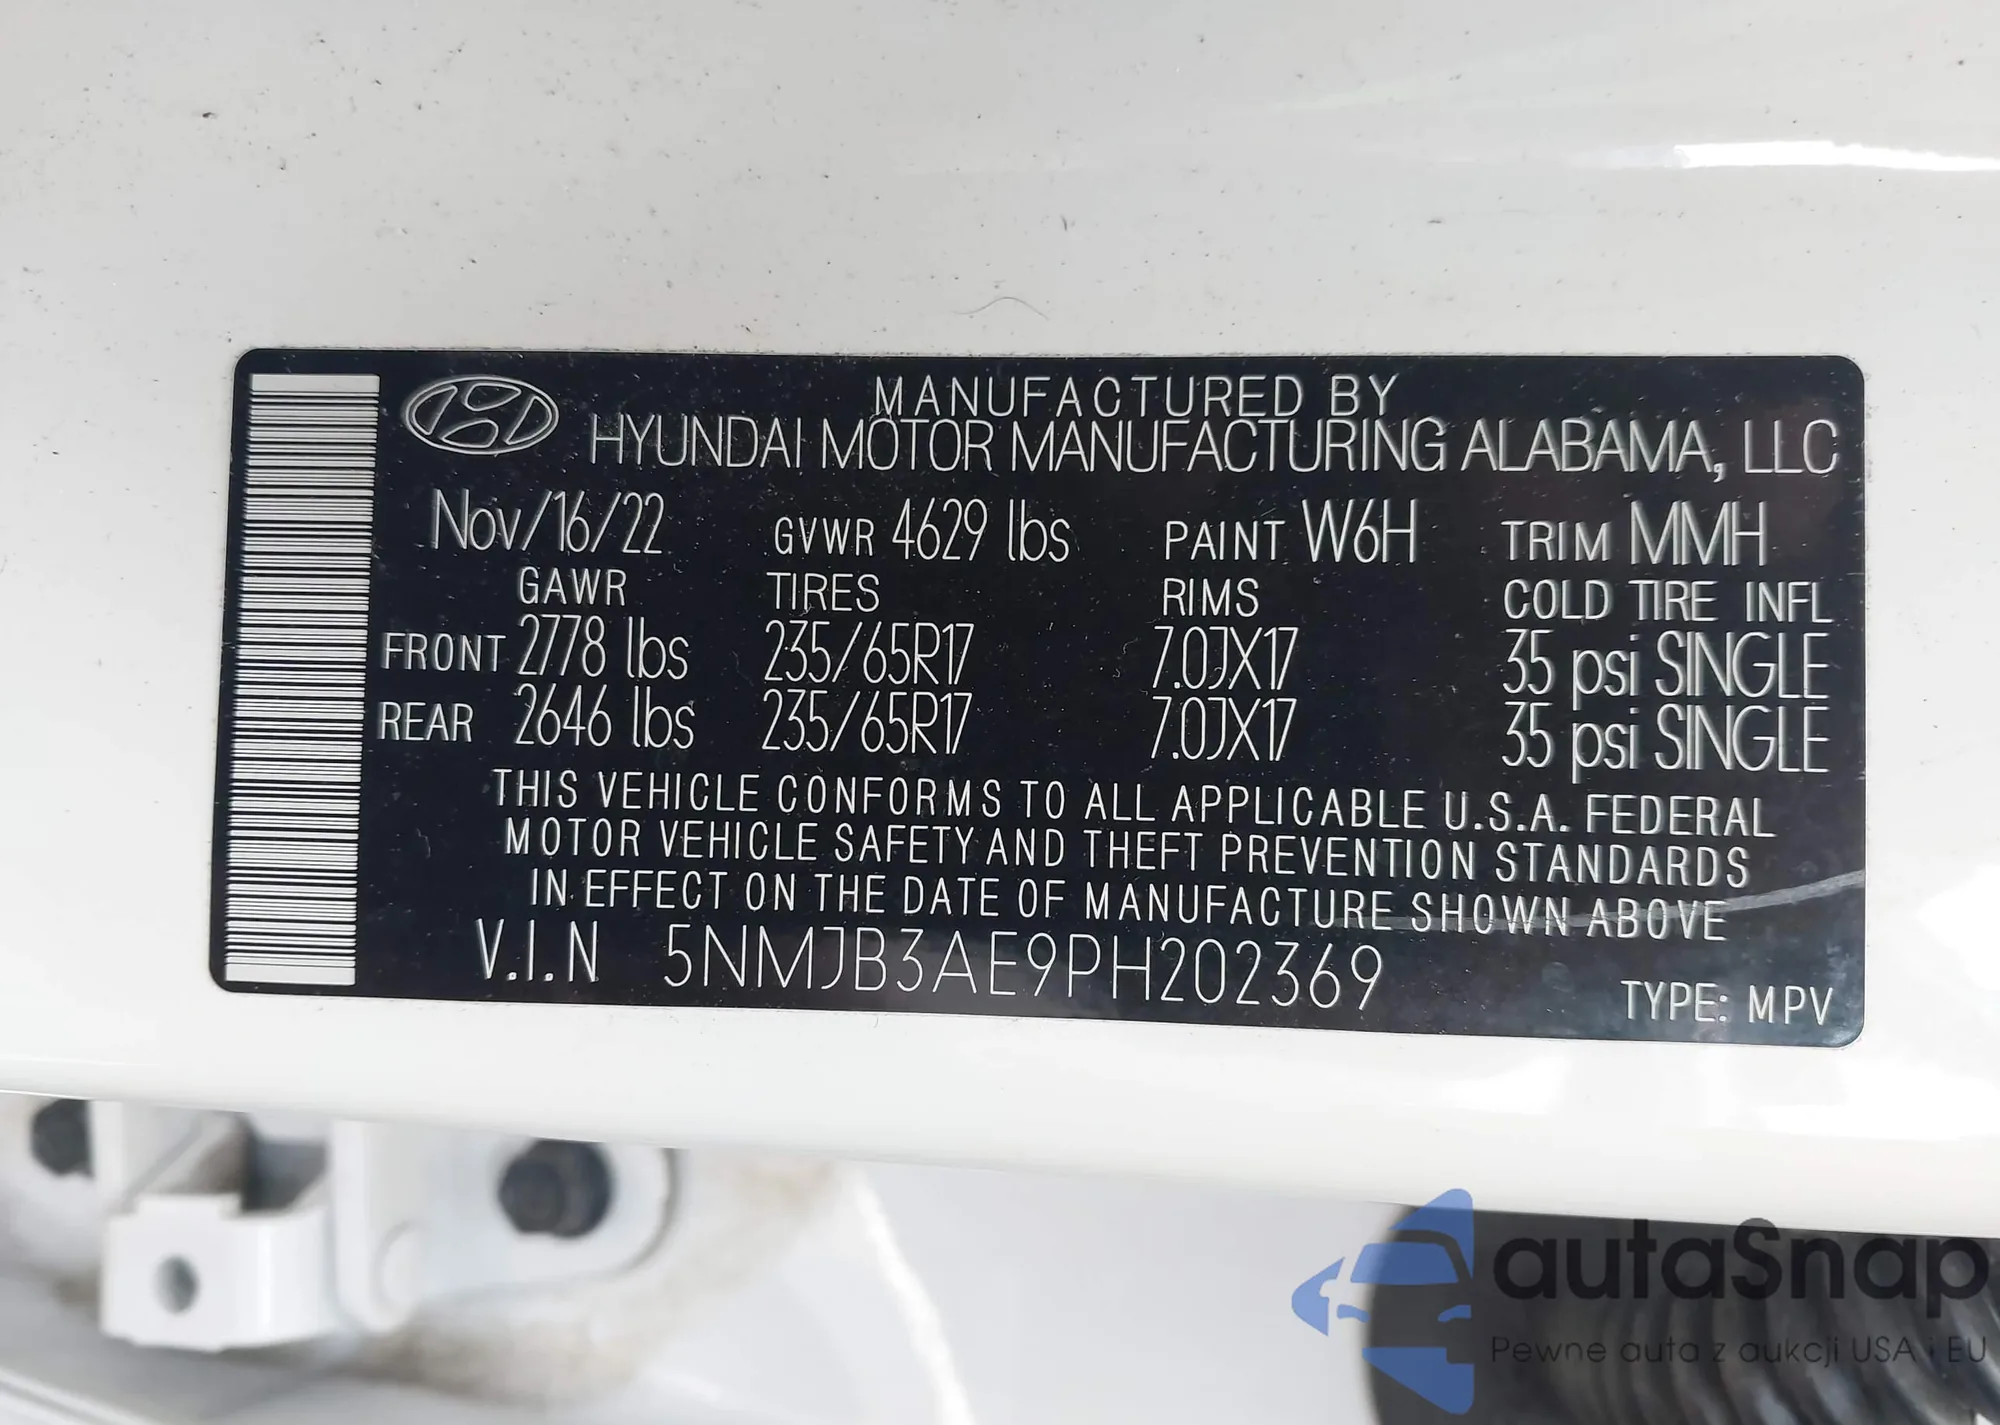 MANUFACTURED BY
HYUNDAI MOTOR MANUFACTURING ALABAMA, LLC
Nov/16/22 GVWR 4629 lbs PAINT W6H TRIM MMH
GAWR TIRES RIMS COLD TIRE INFL
FRONT 2778 lbs 235/65R17 7.0JX17 35 psi SINGLE
REAR 2646 lbs 235/65R17 7.0JX17 35 psi SINGLE
THIS VEHICLE CONFORMS TO ALL APPLICABLE U.S.A. FEDERAL
MOTOR VEHICLE SAFETY AND THEFT PREVENTION STANDARDS
IN EFFECT ON THE DATE OF MANUFACTURE SHOWN ABOVE
V.I.N 5NMJB3AE9PH202369
TYPE: MPV
autaSnap
Pewne auta z aukcji USA i EU